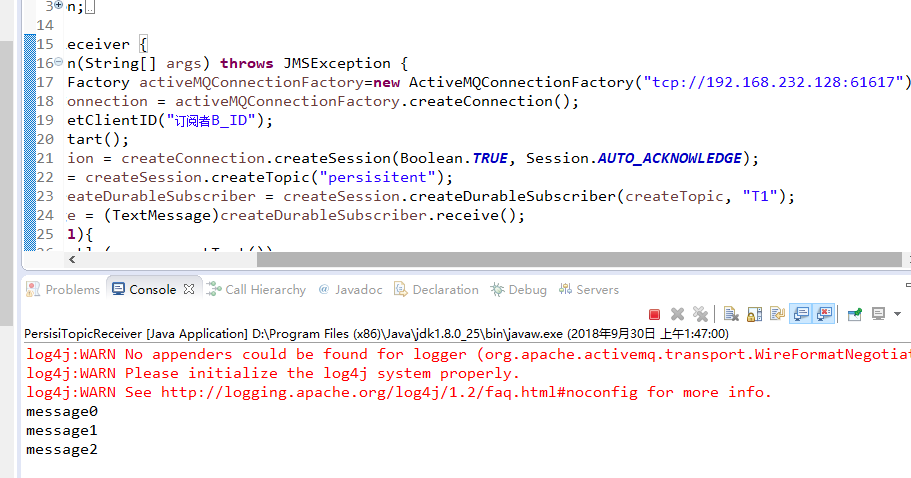 3 n;
14
15 eceiver {
16 n(String[] args) throws JMSException {
17 Factory activeMQConnectionFactory=new ActiveMQConnectionFactory("tcp://192.168.232.128:61617")
18 onnection = activeMQConnectionFactory.createConnection();
19 etClientID("订阅者B_ID");
20 tart();
21 ion = createConnection.createSession(Boolean.TRUE, Session.AUTO_ACKNOWLEDGE);
22 = createSession.createTopic("persisitent");
23 eateDurableSubscriber = createSession.createDurableSubscriber(createTopic, "T1");
24 e = (TextMessage)createDurableSubscriber.receive();
25 l){
Problems Console Call Hierarchy Javadoc Declaration Debug Servers
PersisiTopicReceiver [Java Application] D:\Program Files (x86)\Java\jdk1.8.0_25\bin\javaw.exe (2018年9月30日 上午1:47:00)
log4j:WARN No appenders could be found for logger (org.apache.activemq.transport.WireFormatNegotiat
log4j:WARN Please initialize the log4j system properly.
log4j:WARN See http://logging.apache.org/log4j/1.2/faq.html#noconfig for more info.
message0
message1
message2